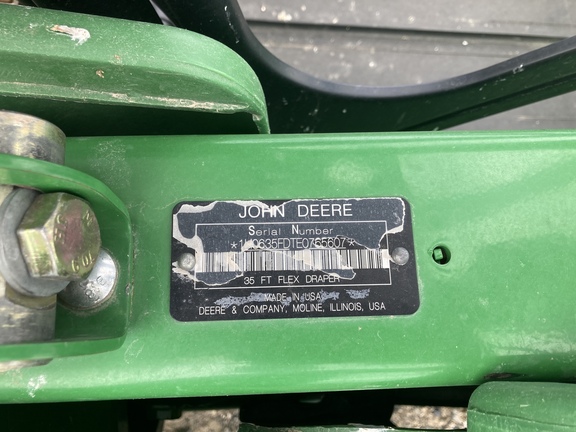 JOHN DEERE
Serial Number
*1H0635FDTE0765607*
35 FT FLEX DRAPER
MADE IN USA
DEERE & COMPANY, MOLINE, ILLINOIS, USA